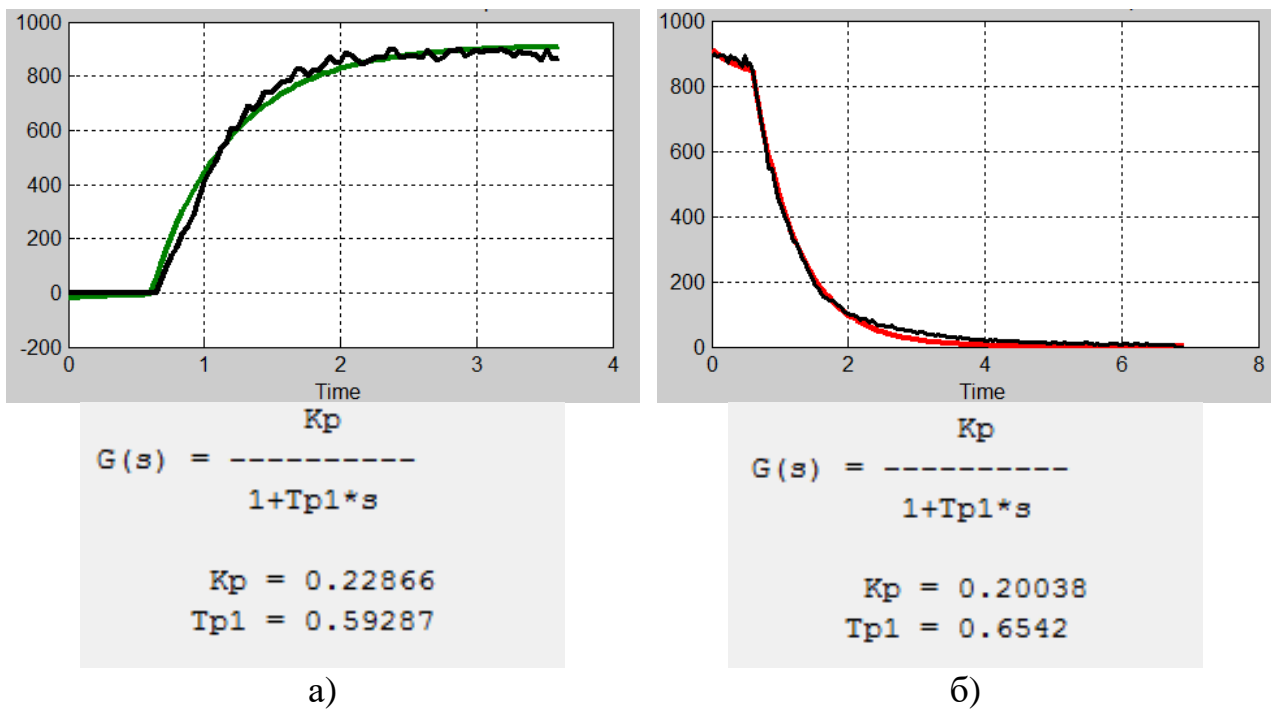 1000
800
600
400
200
0
-200
0 1 2 3 4
Time
Kp
G(s) = ----------
1+Tp1*s
Kp = 0.22866
Tp1 = 0.59287
а)
1000
800
600
400
200
0
0 2 4 6 8
Time
Kp
G(s) = ----------
1+Tp1*s
Kp = 0.20038
Tp1 = 0.6542
б)